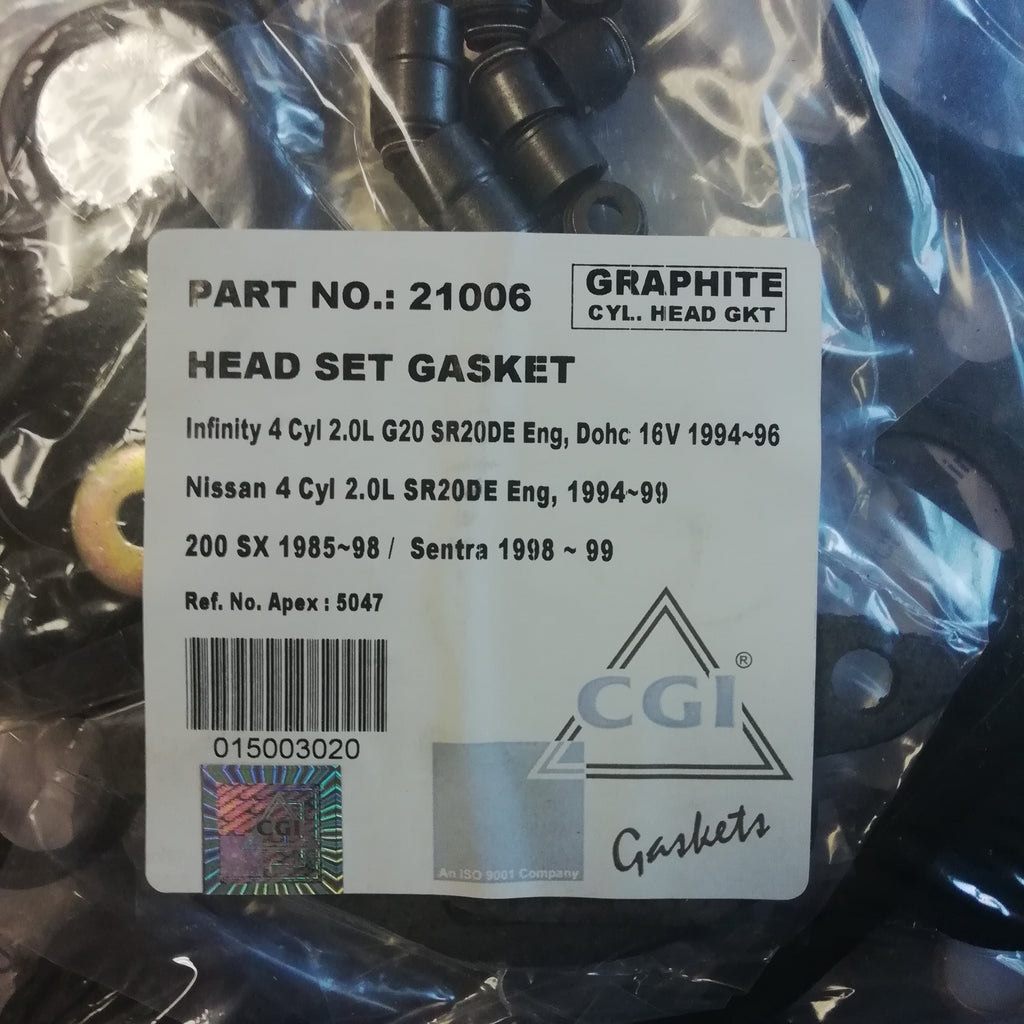 PART NO.: 21006
GRAPHITE
CYL.. HEAD GKT
HEAD SET GASKET
Infinity 4 Cyl 2.0L G20 SR20DE Eng, Dohc 16V 1994~96
Nissan 4 Cyl 2.0L SR20DE Eng, 1994~99
200 SX 1985~98 / Sentra 1998 ~ 99
Ref. No. Apex : 5047
015003020
CGI
CGI ®
Gaskets
An ISO 9001 Company